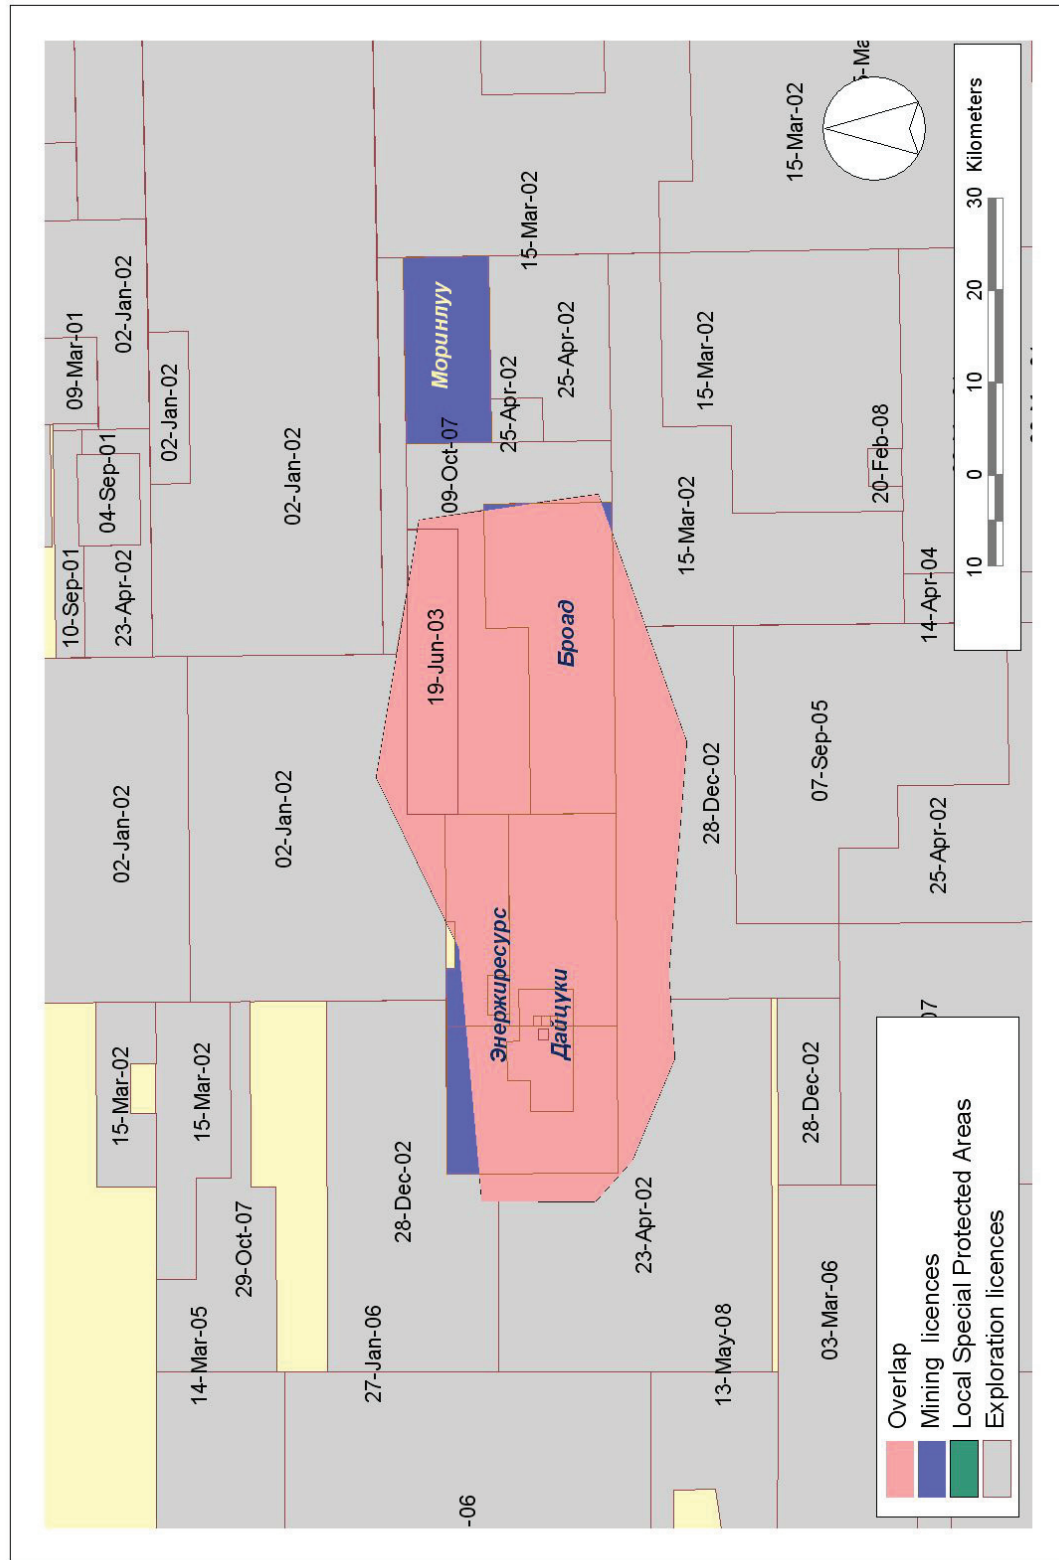 10-Sep-01
09-Mar-01
15-Mar-02
02-Jan-02
23-Apr-02
04-Sep-01
02-Jan-02
02-Jan-02
14-Mar-05
15-Mar-02
29-Oct-07
02-Jan-02
02-Jan-02
27-Jan-06
28-Dec-02
19-Jun-03
Моринлуу
09-Oct-07
-06
Энержиресурс
25-Apr-02
15-Mar-02
Дайцуки
Броад
25-Apr-02
23-Apr-02
28-Dec-02
15-Mar-02
15-Mar-02
13-May-08
15-Mar-02
28-Dec-02
07-Sep-05
03-Mar-06
20-Feb-08
07
25-Apr-02
14-Apr-04
Overlap
Mining licences
Local Special Protected Areas
Exploration licences
10 0 10 20 30 Kilometers